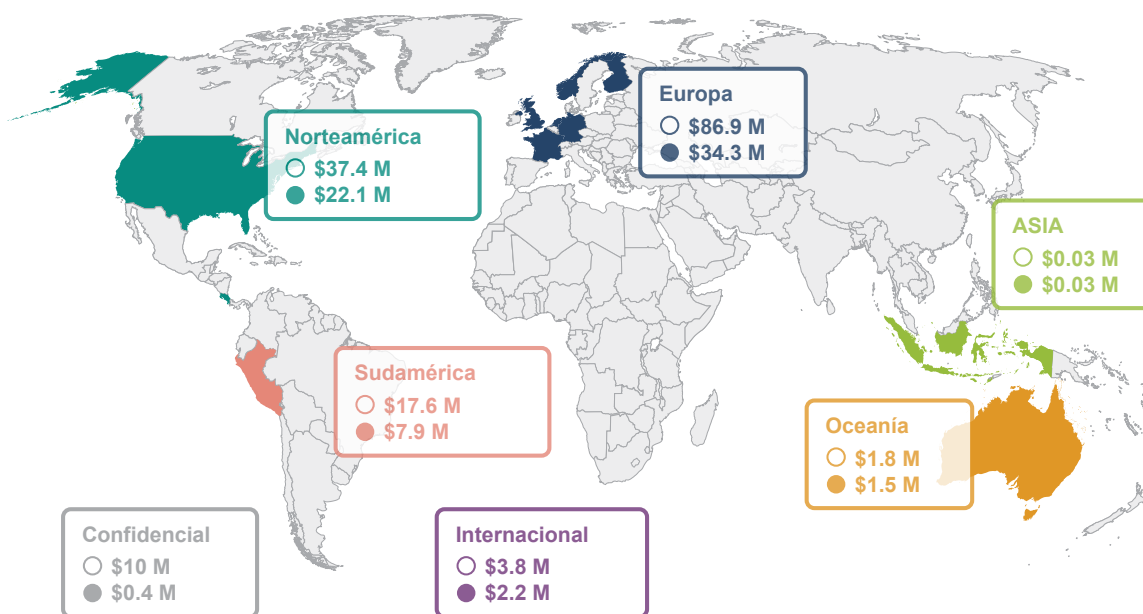 Europa
$86.9 M
$34.3 M
Norteamérica
$37.4 M
$22.1 M
ASIA
$0.03 M
$0.03 M
Sudamérica
$17.6 M
$7.9 M
Oceanía
$1.8 M
$1.5 M
Confidencial
$10 M
$0.4 M
Internacional
$3.8 M
$2.2 M